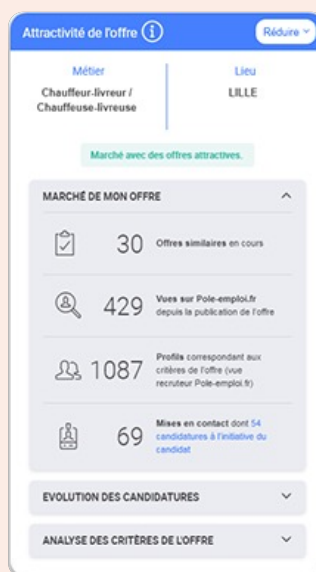 Attractivité de l'offre i
Réduire
Métier
Chauffeur-livreur /
Chauffeuse-livreuse
Lieu
LILLE
Marché avec des offres attractives.
MARCHÉ DE MON OFFRE
30 Offres similaires en cours
429 Vues sur Pole-emploi.fr
depuis la publication de l'offre
1087 Profils correspondant aux
critères de l'offre (vue
recruteur Pole-emploi.fr)
69 Mises en contact dont 54
candidatures à l'initiative du
candidat
EVOLUTION DES CANDIDATURES
ANALYSE DES CRITÈRES DE L'OFFRE